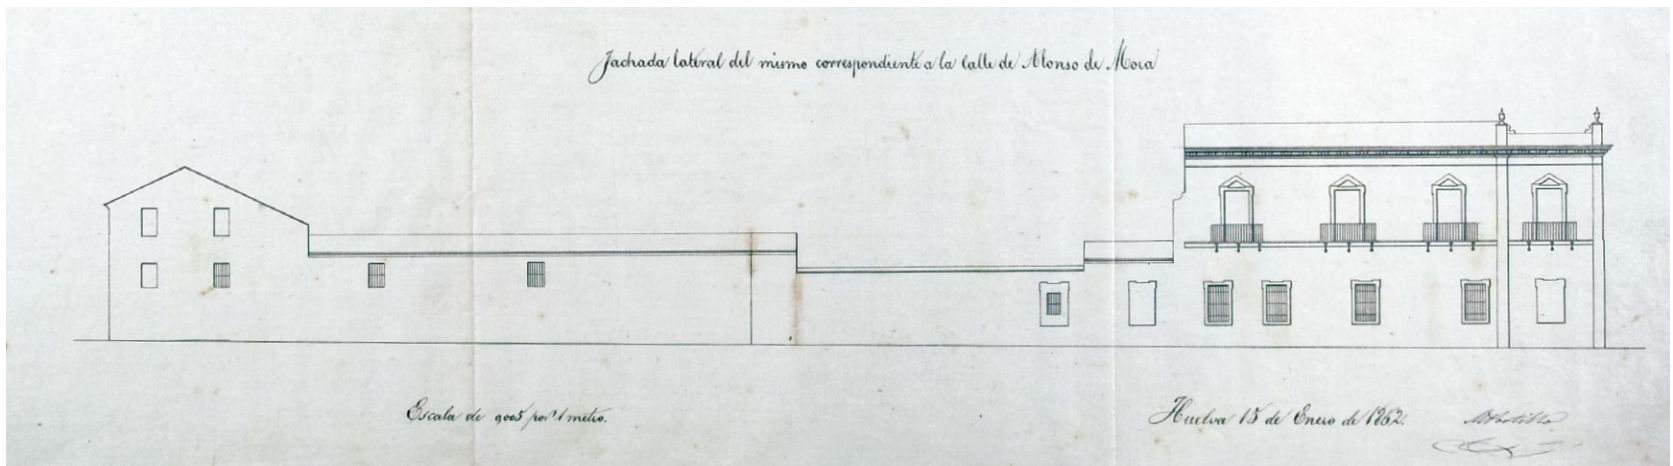 Fachada lateral del mismo correspondiente a la Calle de Alonso de Mora
Escala de 0,005 por 1 metro.
Huelva 15 de Enero de 1862.